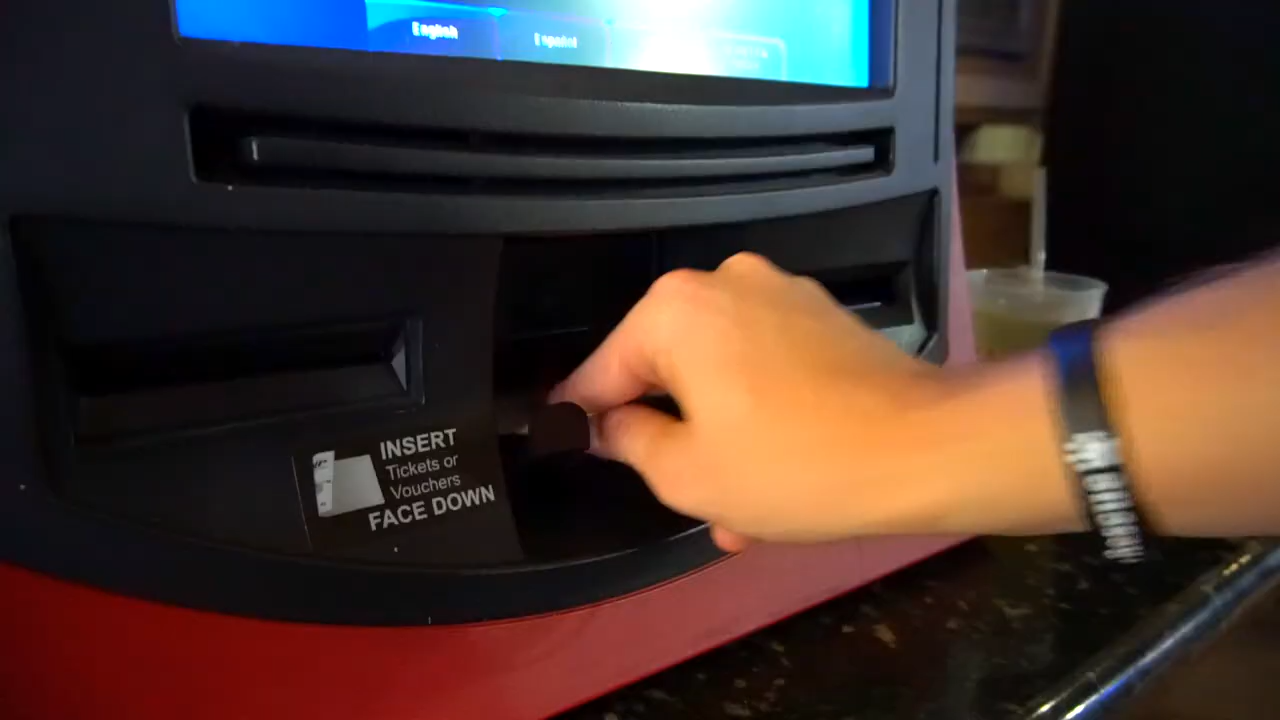 English
Español
INSERT
Tickets or
Vouchers
FACE DOWN